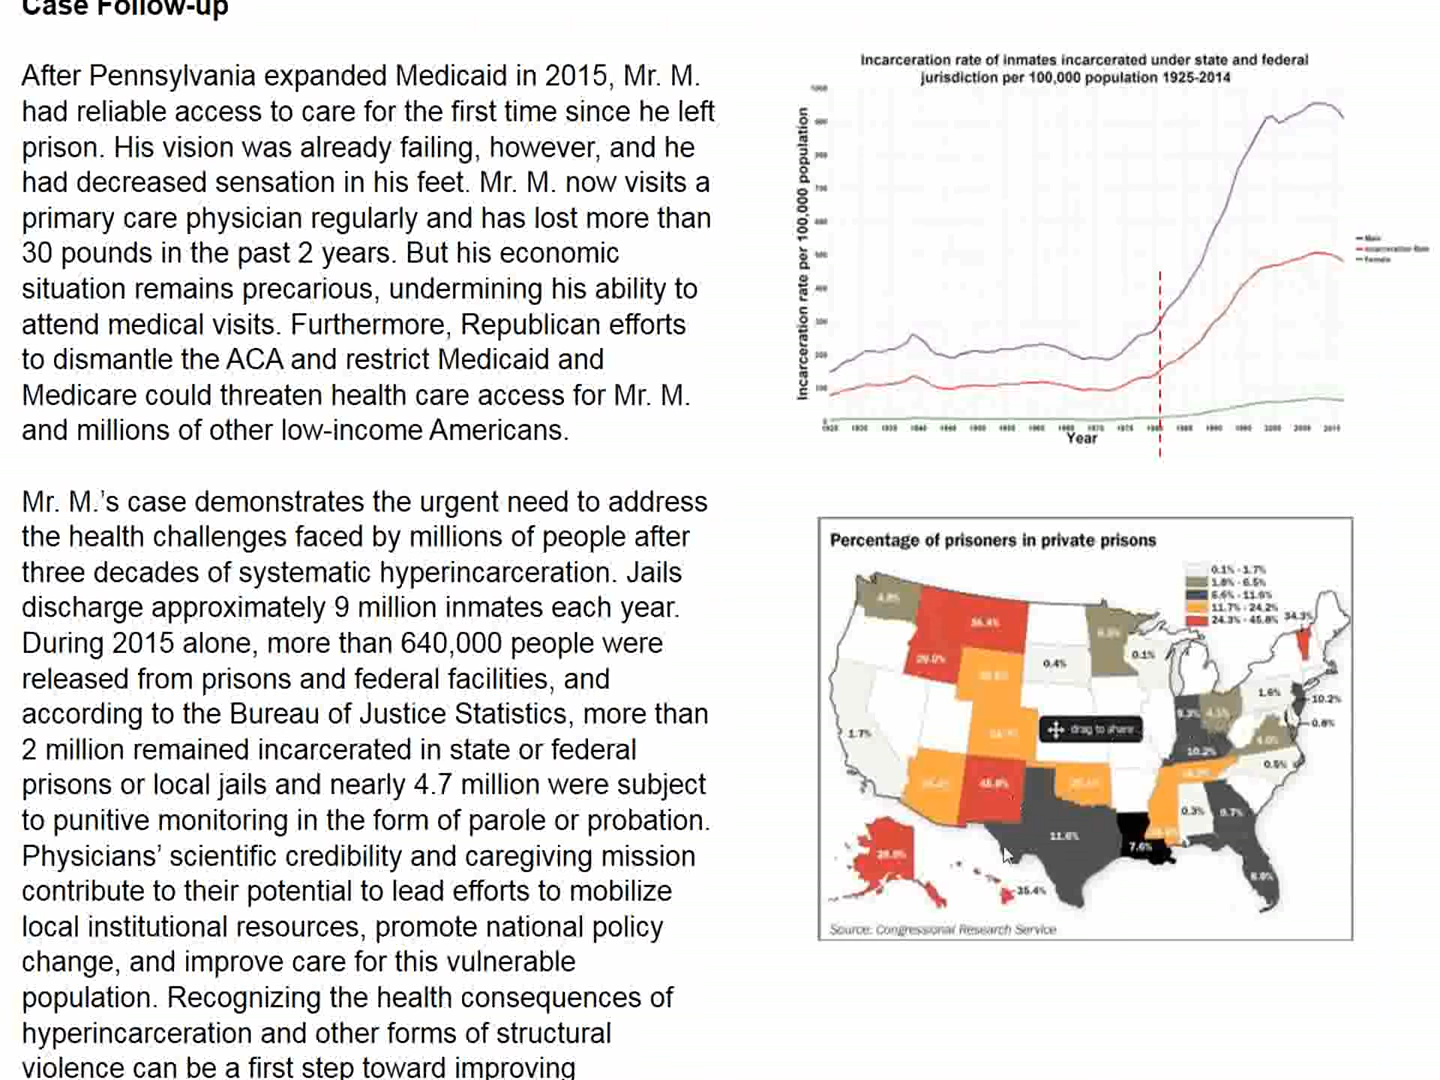 Case Follow-up
After Pennsylvania expanded Medicaid in 2015, Mr. M.
had reliable access to care for the first time since he left
prison. His vision was already failing, however, and he
had decreased sensation in his feet. Mr. M. now visits a
primary care physician regularly and has lost more than
30 pounds in the past 2 years. But his economic
situation remains precarious, undermining his ability to
attend medical visits. Furthermore, Republican efforts
to dismantle the ACA and restrict Medicaid and
Medicare could threaten health care access for Mr. M.
and millions of other low-income Americans.
Mr. M.'s case demonstrates the urgent need to address
the health challenges faced by millions of people after
three decades of systematic hyperincarceration. Jails
discharge approximately 9 million inmates each year.
During 2015 alone, more than 640,000 people were
released from prisons and federal facilities, and
according to the Bureau of Justice Statistics, more than
2 million remained incarcerated in state or federal
prisons or local jails and nearly 4.7 million were subject
to punitive monitoring in the form of parole or probation.
Physicians' scientific credibility and caregiving mission
contribute to their potential to lead efforts to mobilize
local institutional resources, promote national policy
change, and improve care for this vulnerable
population. Recognizing the health consequences of
hyperincarceration and other forms of structural
violence can be a first step toward improving
Incarceration rate of inmates incarcerated under state and federal
jurisdiction per 100,000 population 1925-2014
Incarceration rate per 100,000 population
Year
Male
Incarceration Rate
Female
Percentage of prisoners in private prisons
0.1% - 1.7%
1.8% - 6.5%
6.6% - 11.6%
11.7% - 24.2%
24.3% - 45.8%
34.3%
0.4%
0.1%
1.6%
10.2%
0.8%
1.7%
drag to share
10.2%
0.5%
0.3%
11.6%
7.6%
35.4%
Source: Congressional Research Service